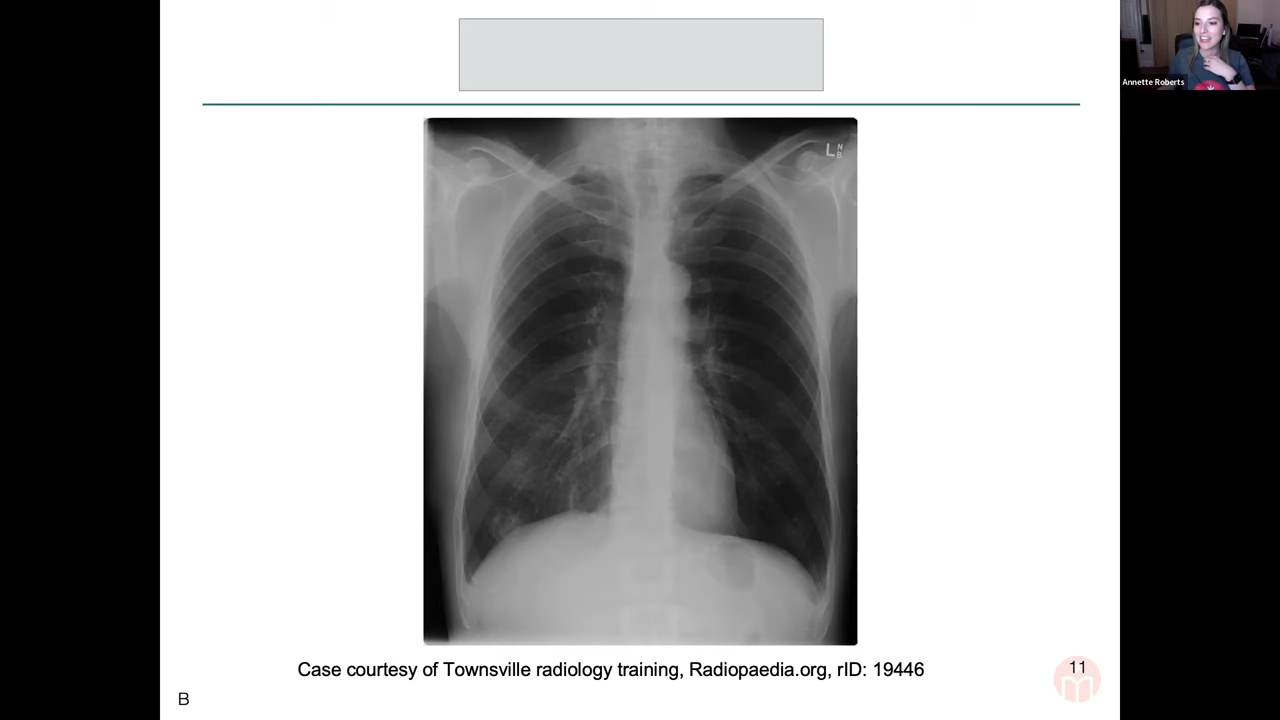 Annette Roberts
L N
B
Case courtesy of Townsville radiology training, Radiopaedia.org, rID: 19446
11
B